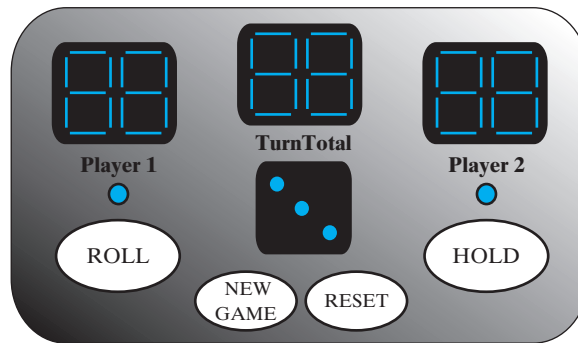 TurnTotal
Player 1
Player 2
ROLL
HOLD
NEW
GAME
RESET